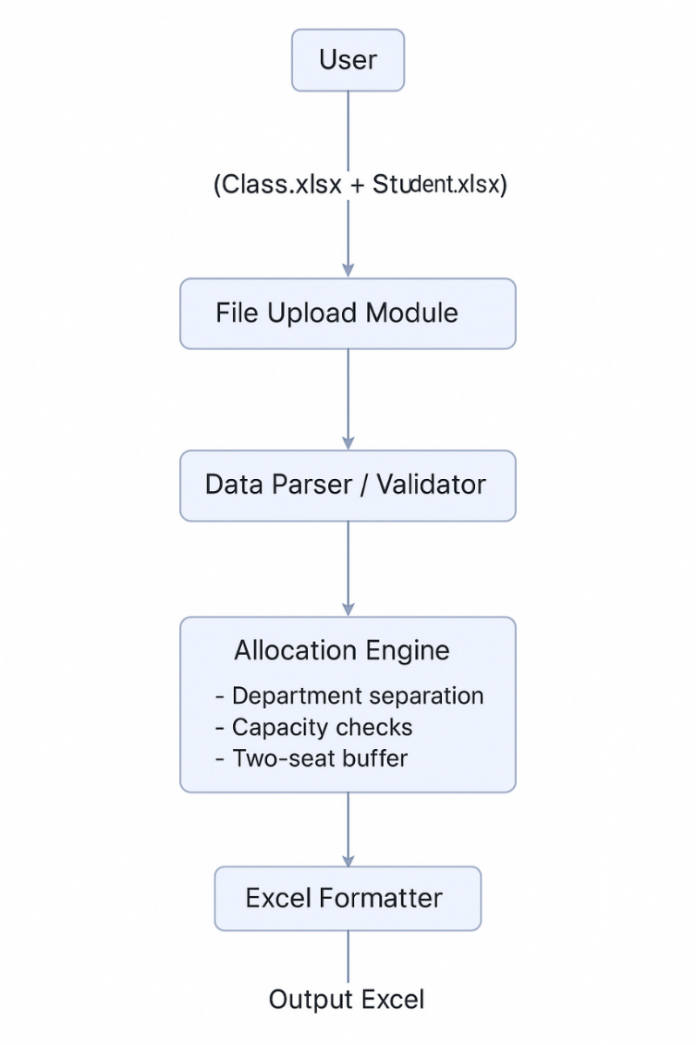 User
(Class.xlsx + Student.xlsx)
File Upload Module
Data Parser / Validator
Allocation Engine
- Department separation
- Capacity checks
- Two-seat buffer
Excel Formatter
Output Excel